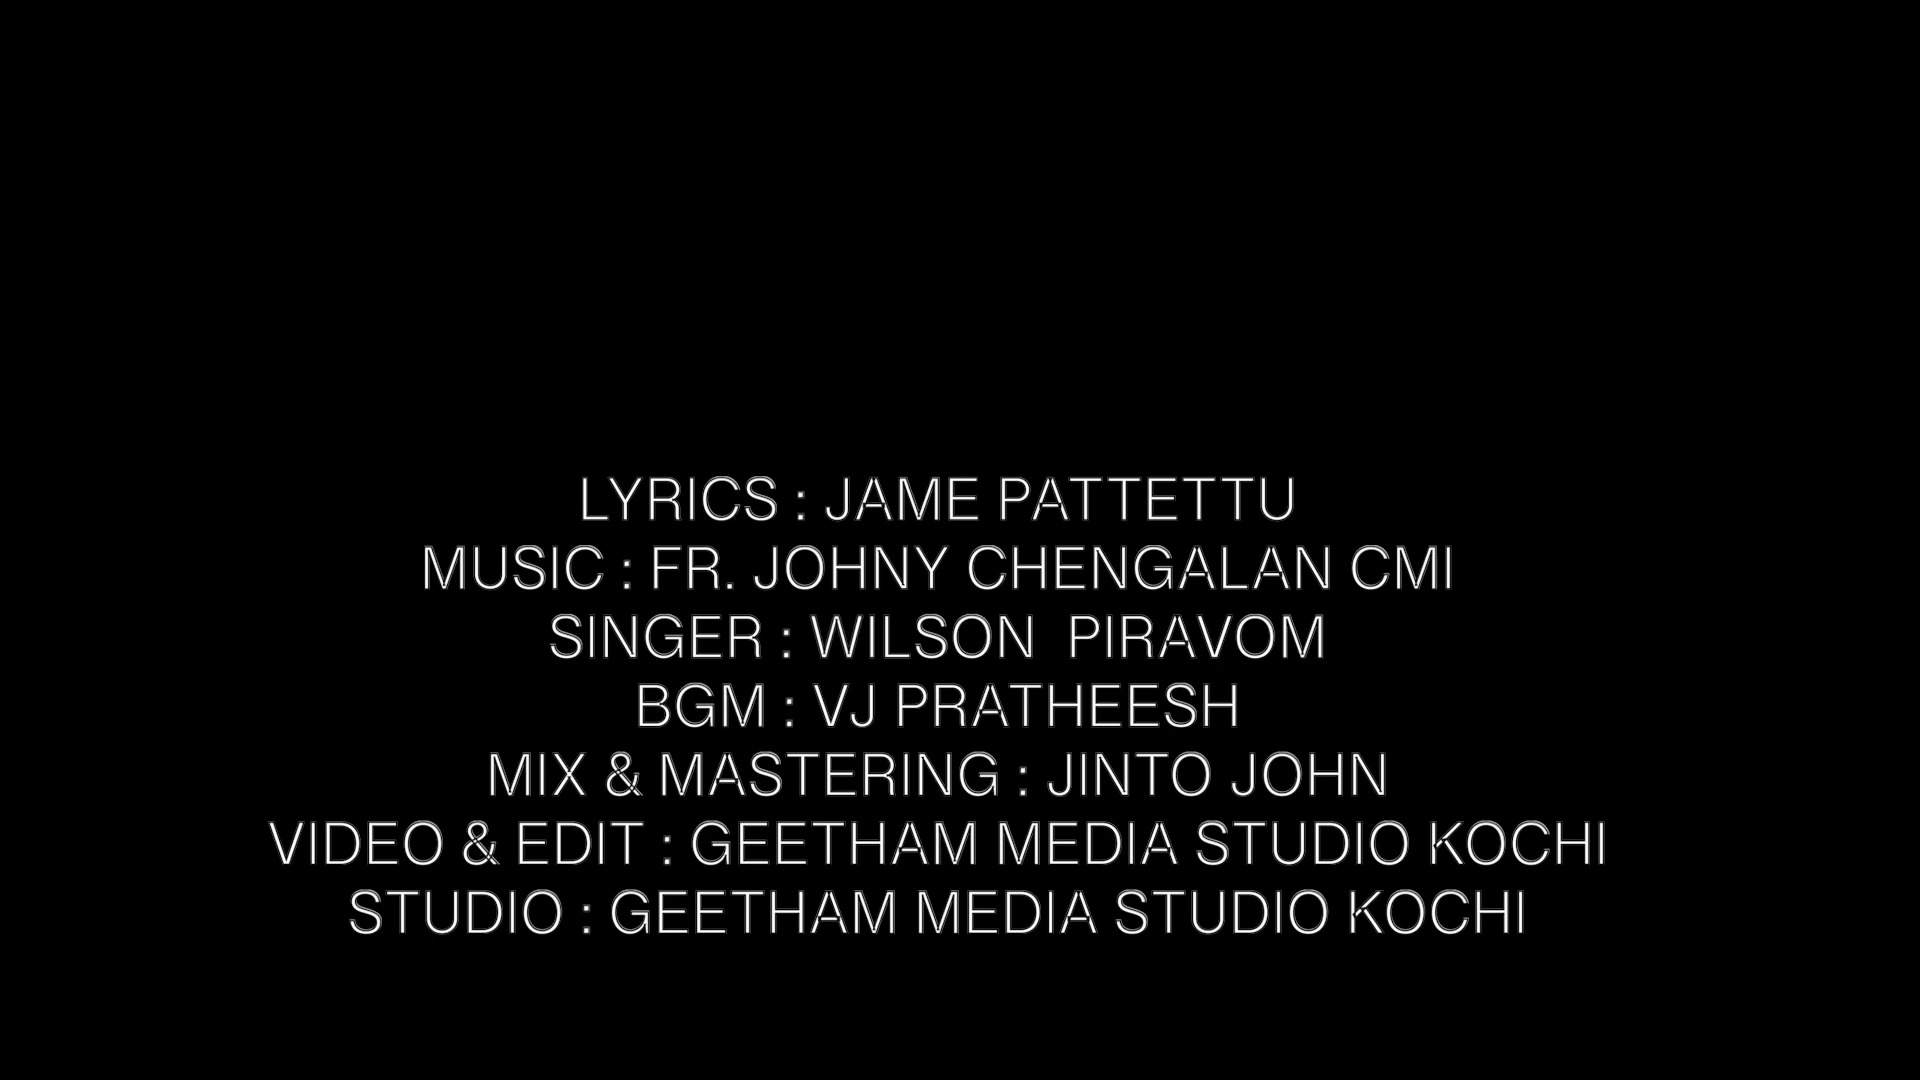 LYRICS : JAME PATTETTU
MUSIC : FR. JOHNY CHENGALAN CMI
SINGER : WILSON  PIRAVOM
BGM : VJ PRATHEESH
MIX & MASTERING : JINTO JOHN
VIDEO & EDIT : GEETHAM MEDIA STUDIO KOCHI
STUDIO : GEETHAM MEDIA STUDIO KOCHI